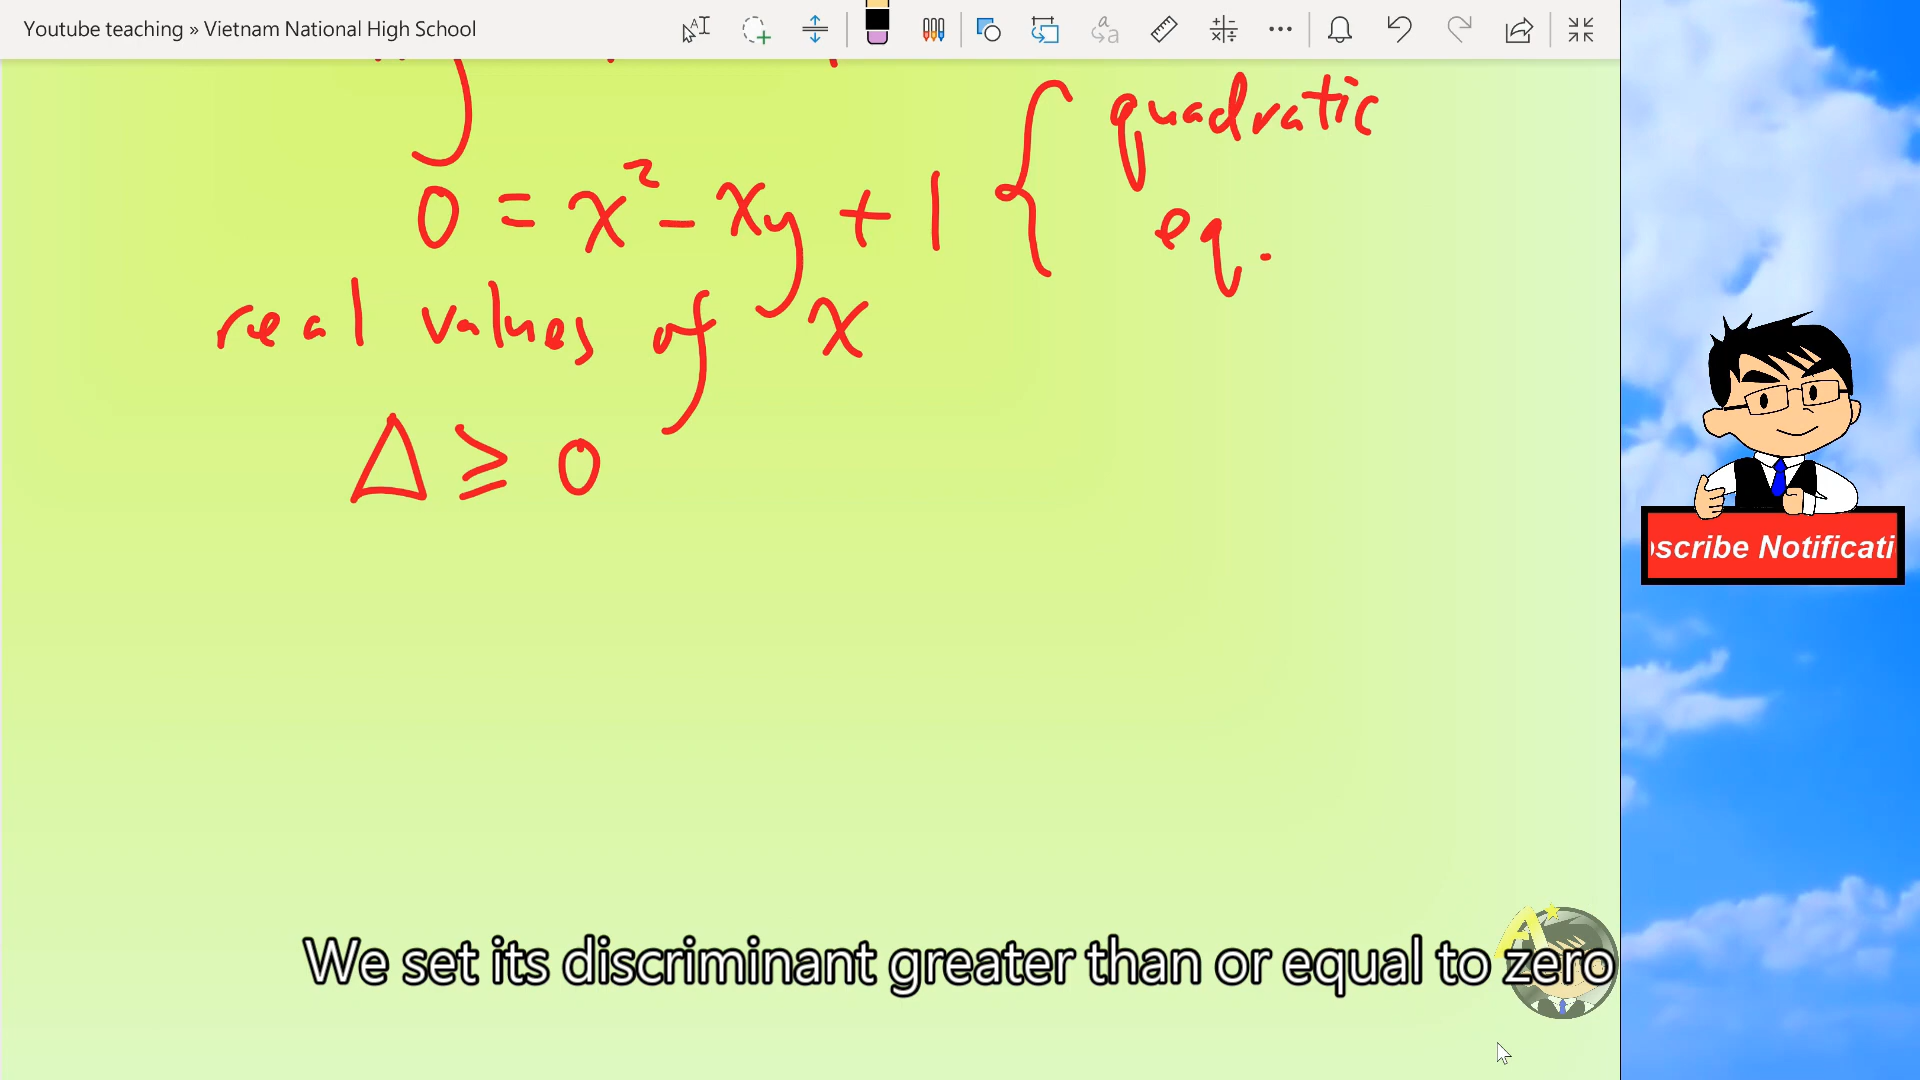 Youtube teaching » Vietnam National High School
quadratic
eq.
0 = x² - xy + 1
real values of x
Δ ≥ 0
bscribe Notificati
We set its discriminant greater than or equal to zero